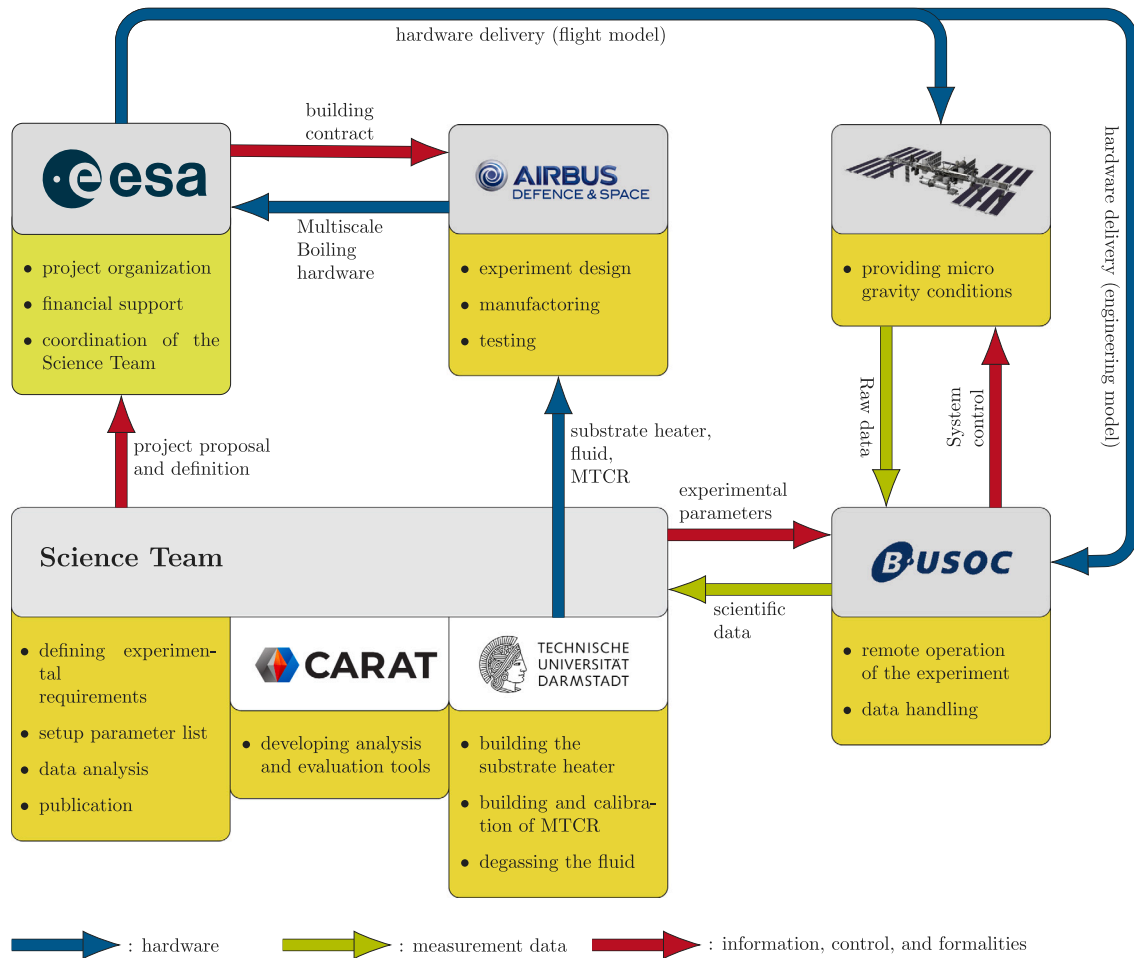 hardware delivery (flight model)
building
contract
esa
AIRBUS
DEFENCE & SPACE
hardware delivery (engineering model)
Multiscale
Boiling
hardware
• project organization
• financial support
• coordination of the
Science Team
• experiment design
• manufactoring
• testing
• providing micro
gravity conditions
Raw data
System
control
project proposal
and definition
substrate heater,
fluid,
MTCR
experimental
parameters
Science Team
B.USOC
scientific
data
• defining experimen-
tal
requirements
• setup parameter list
• data analysis
• publication
CARAT
• developing analysis
and evaluation tools
TECHNISCHE
UNIVERSITÄT
DARMSTADT
• building the
substrate heater
• building and calibra-
tion of MTCR
• degassing the fluid
• remote operation
of the experiment
• data handling
: hardware
: measurement data
: information, control, and formalities